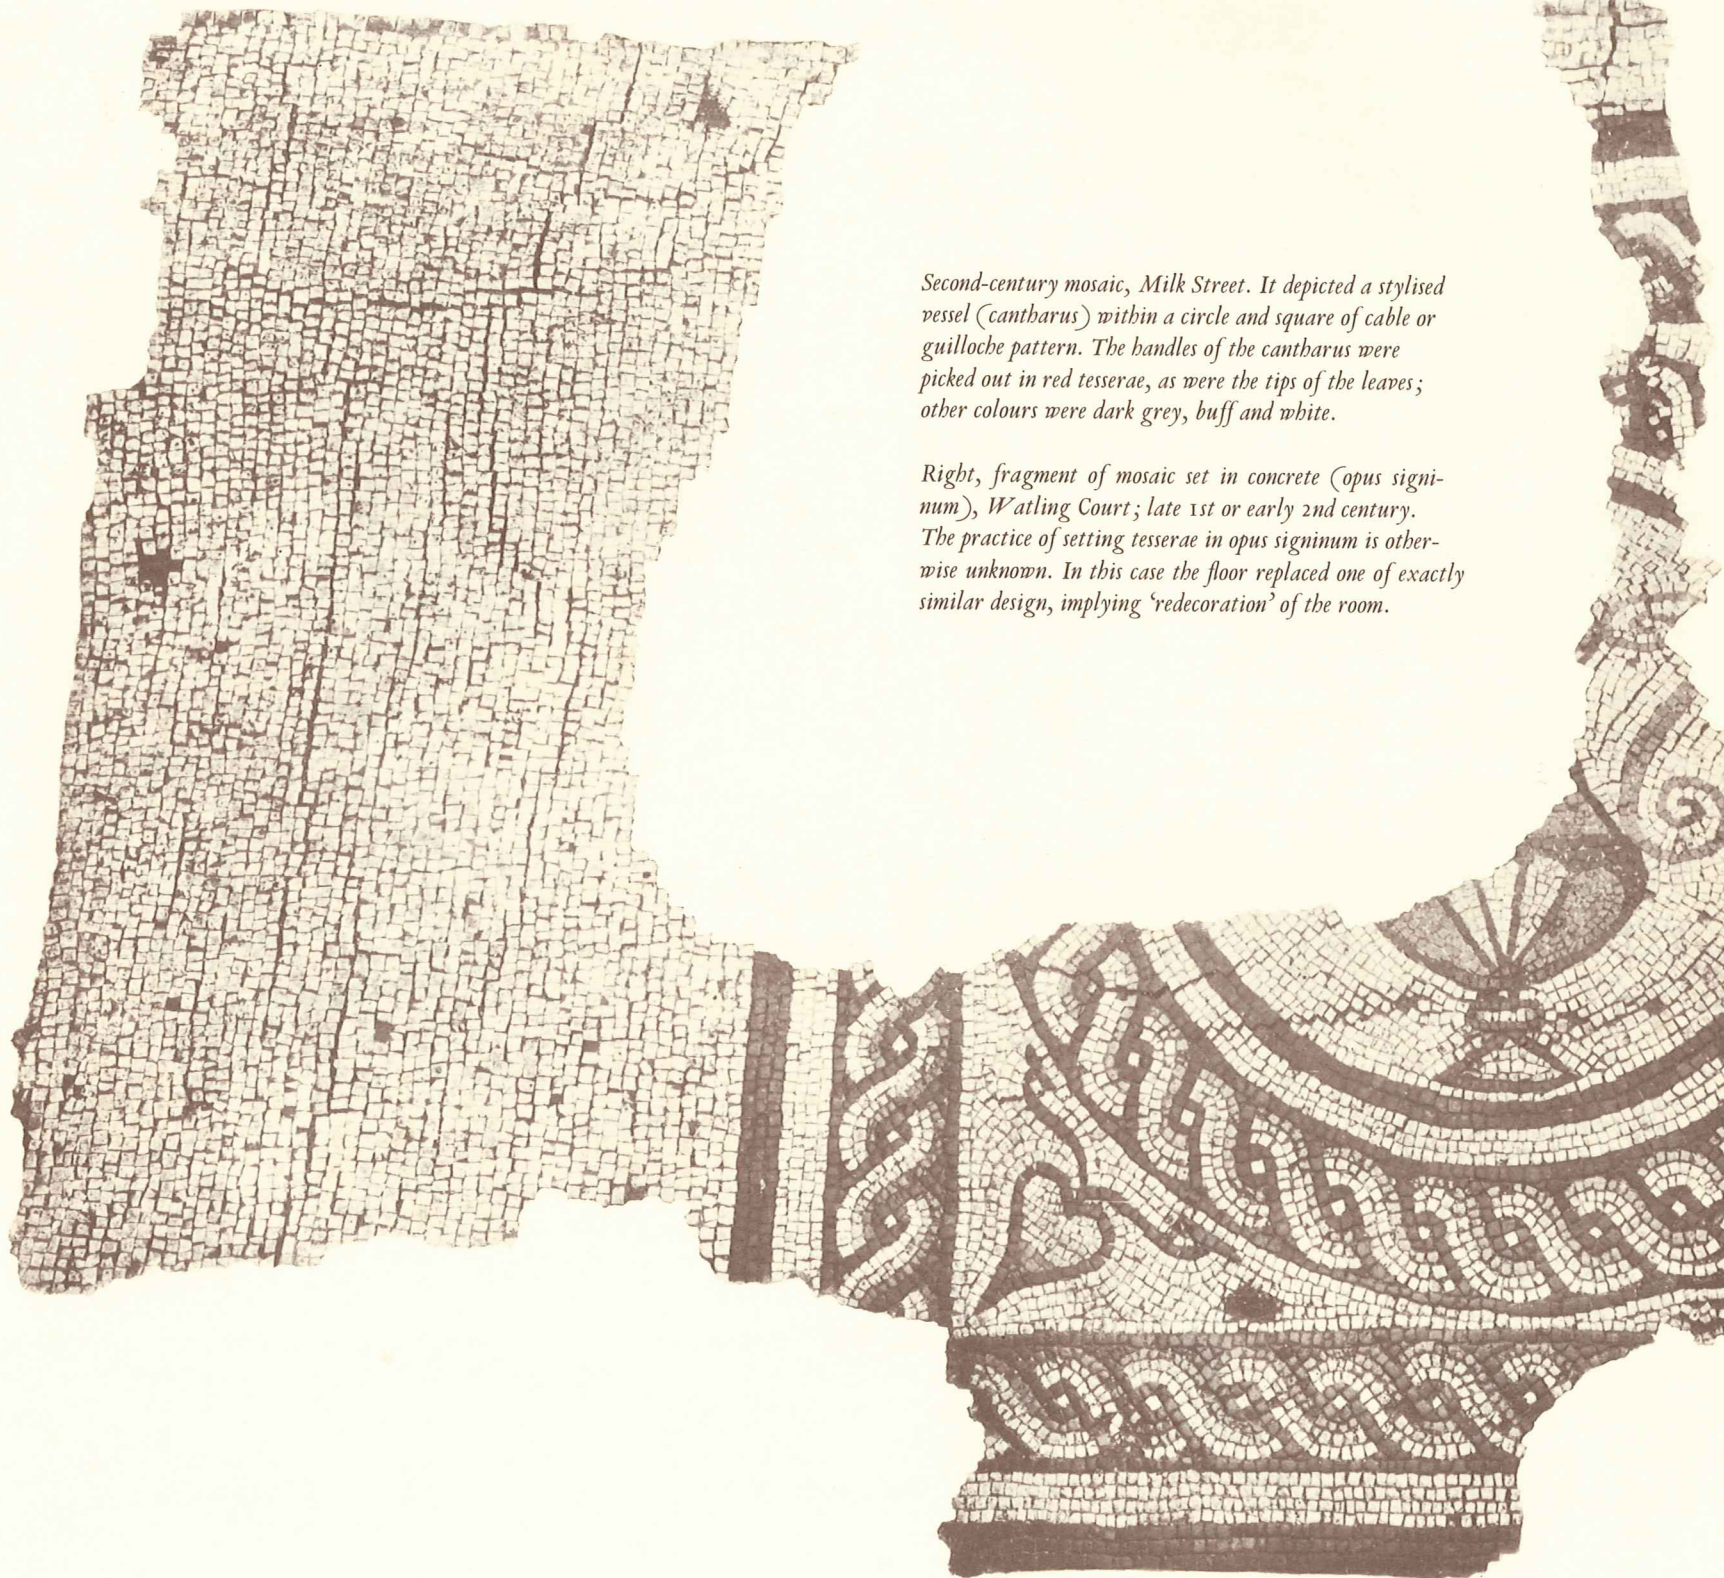 Second-century mosaic, Milk Street. It depicted a stylised
vessel (cantharus) within a circle and square of cable or
guilloche pattern. The handles of the cantharus were
picked out in red tesserae, as were the tips of the leaves;
other colours were dark grey, buff and white.
Right, fragment of mosaic set in concrete (opus signi-
num), Watling Court; late 1st or early 2nd century.
The practice of setting tesserae in opus signinum is other-
wise unknown. In this case the floor replaced one of exactly
similar design, implying ‘redecoration’ of the room.